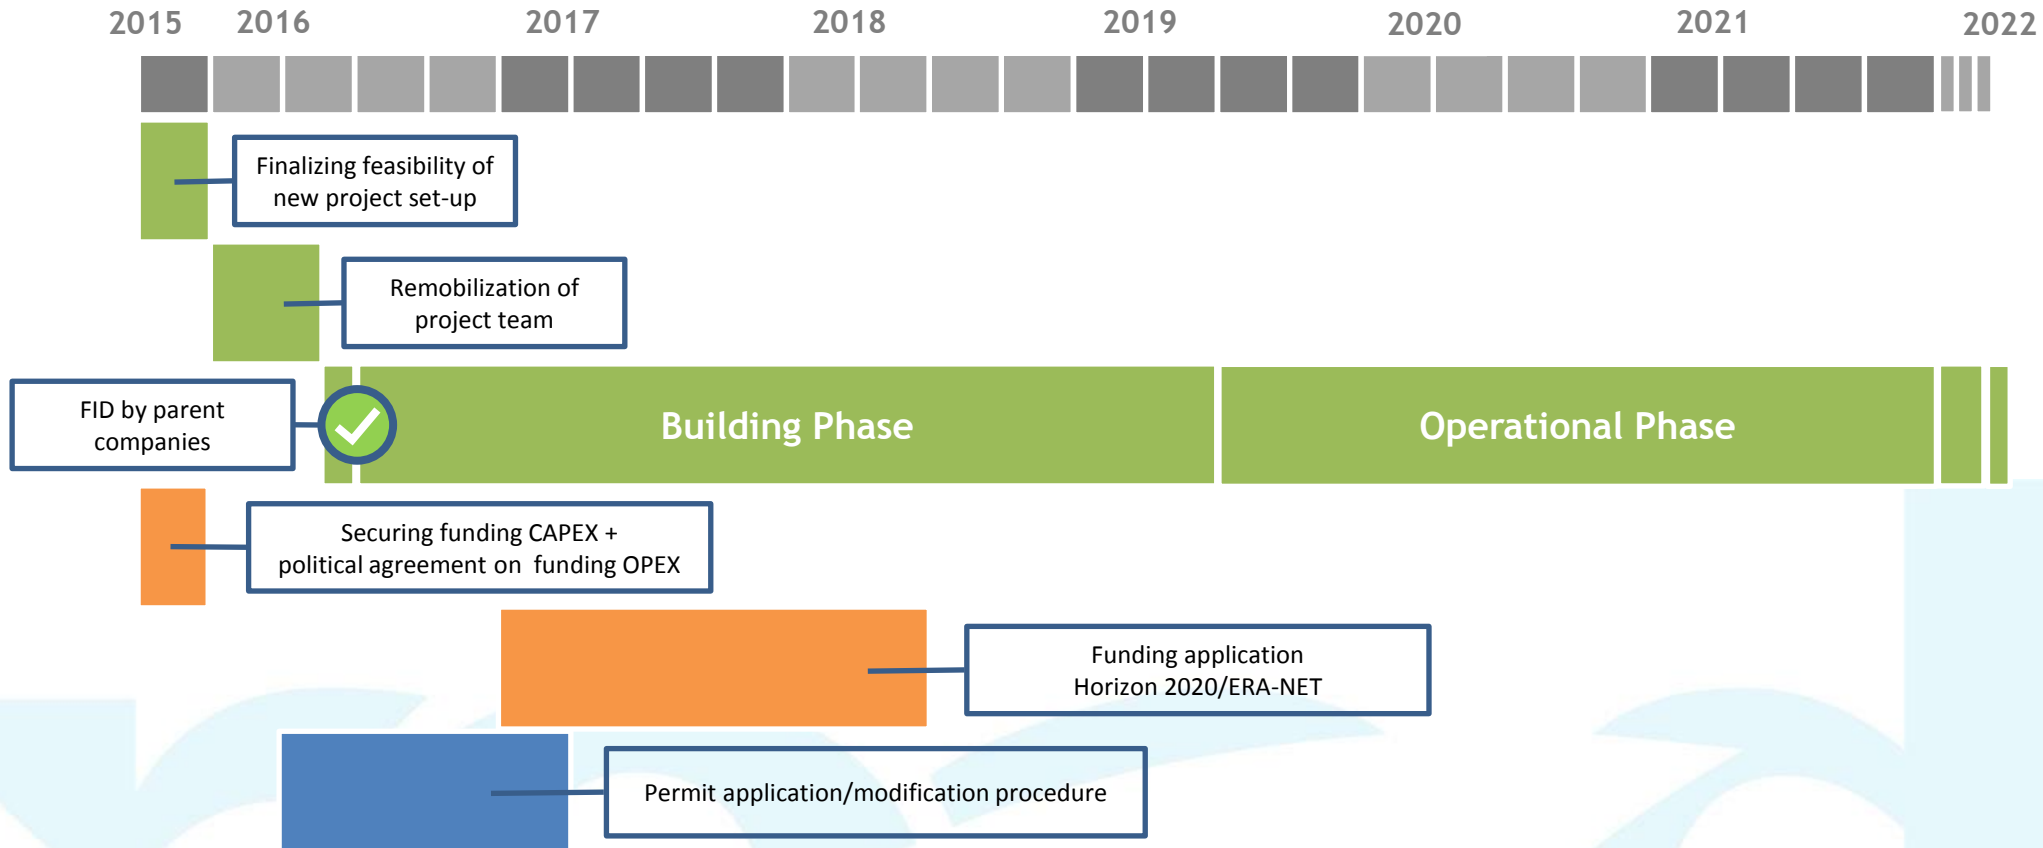 2015 2016 2017 2018 2019 2020 2021 2022
Finalizing feasibility of
new project set-up
Remobilization of
project team
FID by parent
companies
Building Phase
Operational Phase
Securing funding CAPEX +
political agreement on funding OPEX
Funding application
Horizon 2020/ERA-NET
Permit application/modification procedure